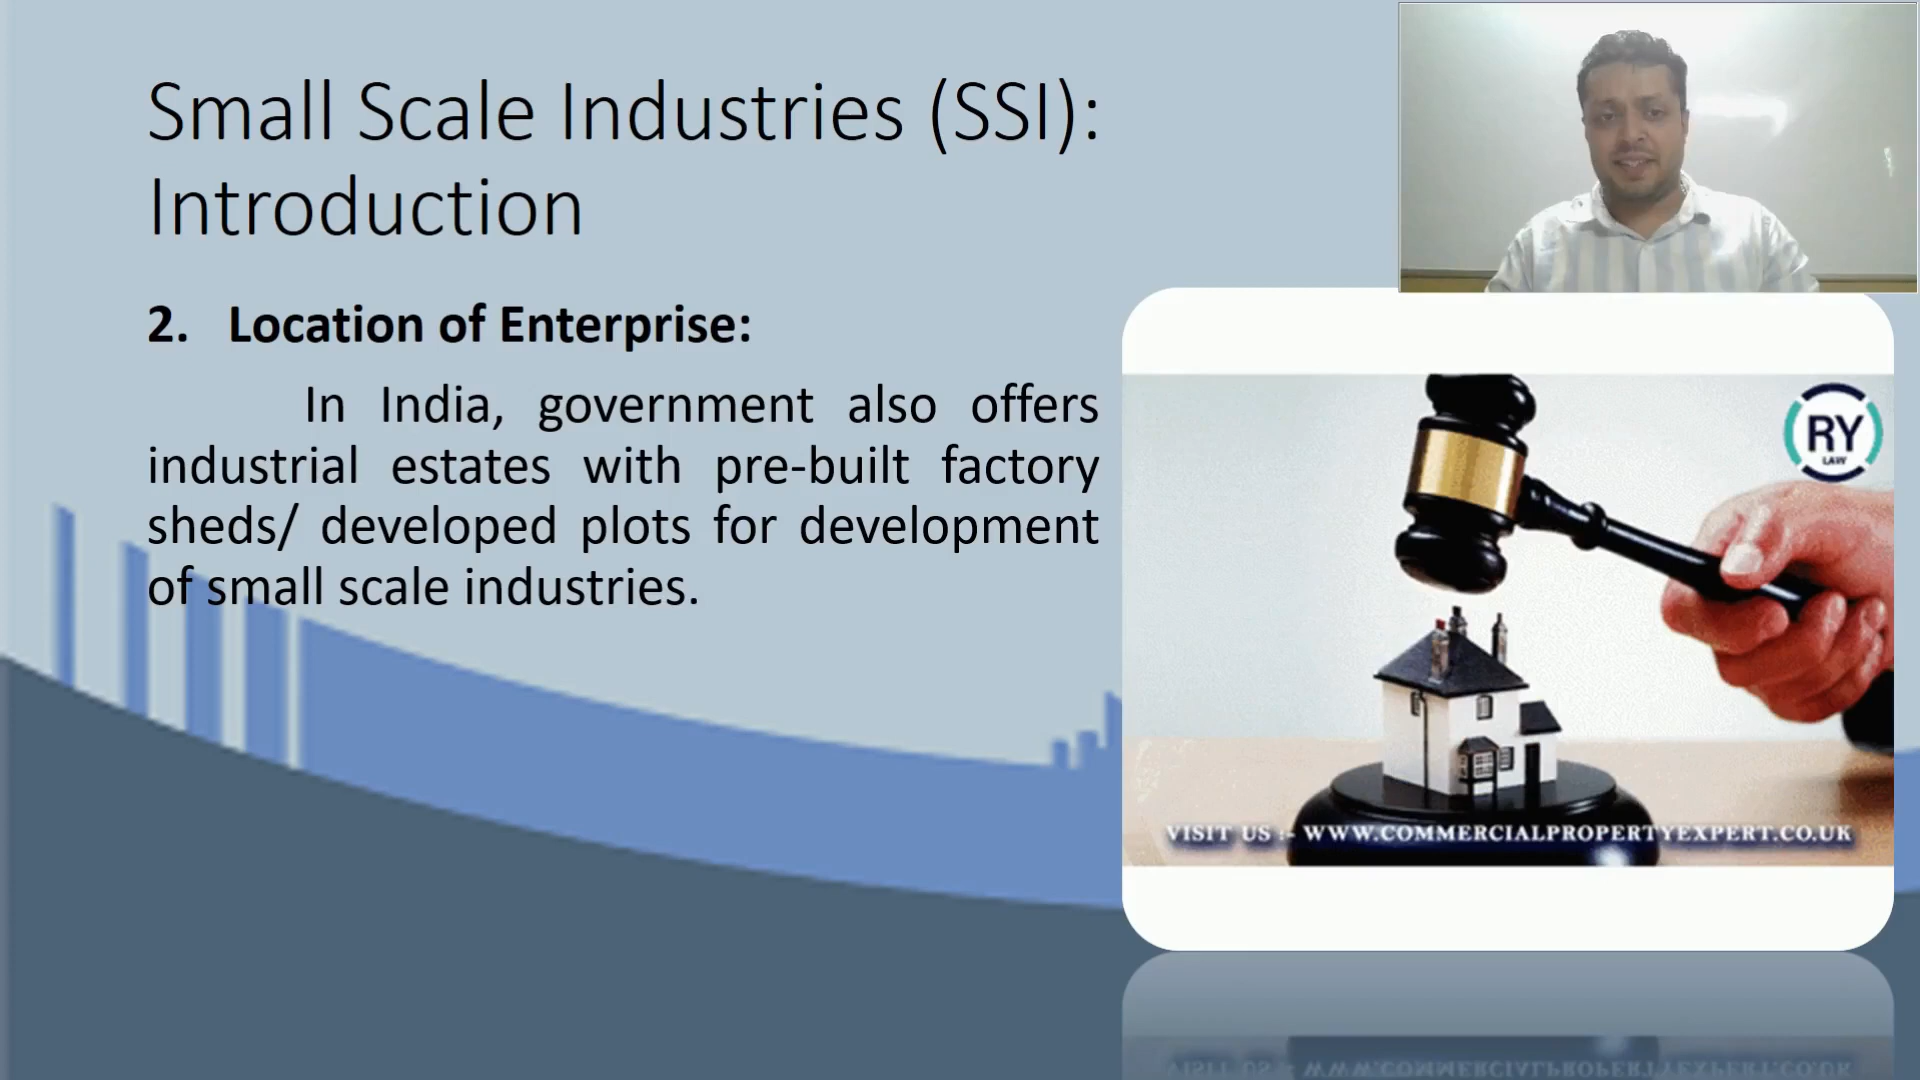 Small Scale Industries (SSI):
Introduction
2. Location of Enterprise:
In India, government also offers
industrial estates with pre-built factory
sheds/ developed plots for development
of small scale industries.
RY
LAW
VISIT US :- WWW.COMMERCIALPROPERTYEXPERT.CO.UK